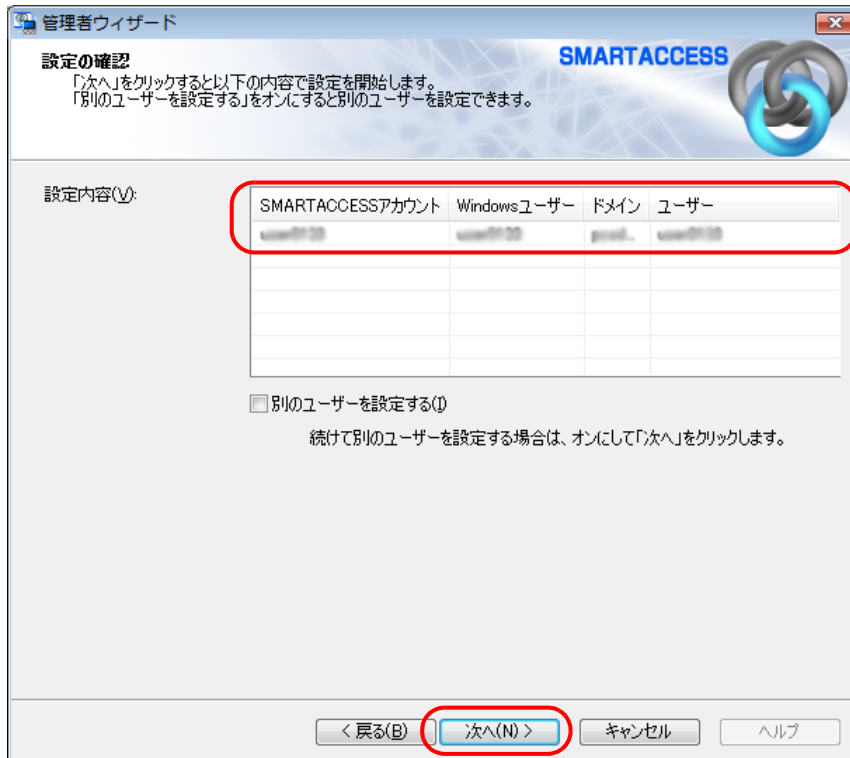 管理者ウィザード
設定の確認
「次へ」をクリックすると以下の内容で設定を開始します。
「別のユーザーを設定する」をオンにすると別のユーザーを設定できます。
SMARTACCESS
設定内容(V):
SMARTACCESSアカウント Windowsユーザー ドメイン ユーザー
別のユーザーを設定する(I)
続けて別のユーザーを設定する場合は、オンにして「次へ」をクリックします。
< 戻る(B) 次へ(N) > キャンセル ヘルプ